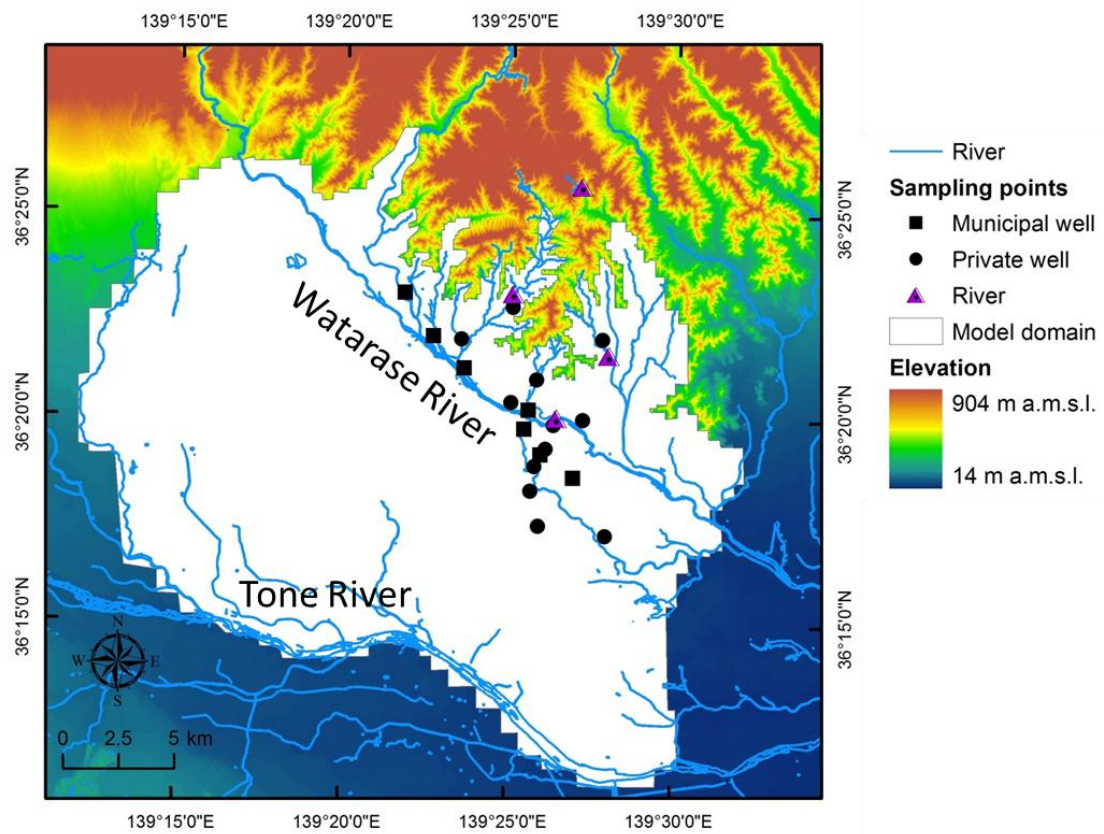 139°15'0"E 139°20'0"E 139°25'0"E 139°30'0"E
36°25'0"N
36°20'0"N
36°15'0"N
Watarase River
Tone River
N
W E
S
0 2.5 5 km
36°25'0"N
36°20'0"N
36°15'0"N
139°15'0"E 139°20'0"E 139°25'0"E 139°30'0"E
River
Sampling points
Municipal well
Private well
River
Model domain
Elevation
904 m a.m.s.l.
14 m a.m.s.l.